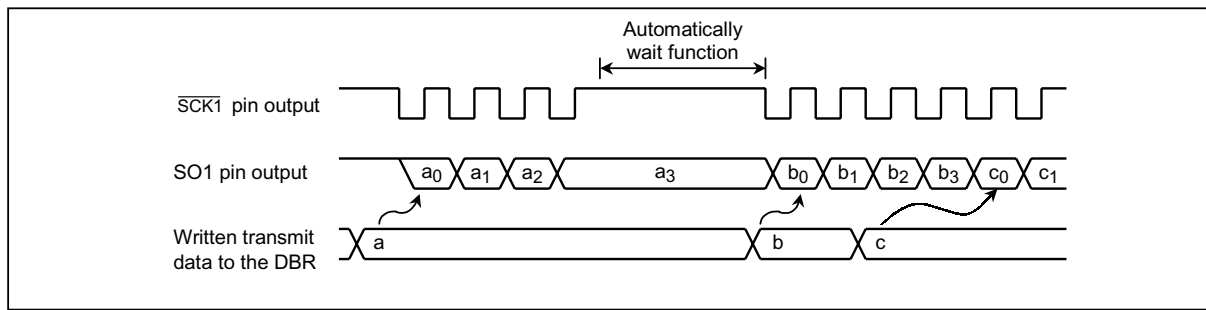 Automatically
wait function
SCK1 pin output
SO1 pin output
a0 a1 a2 a3 b0 b1 b2 b3 c0 c1
Written transmit
data to the DBR
a b c